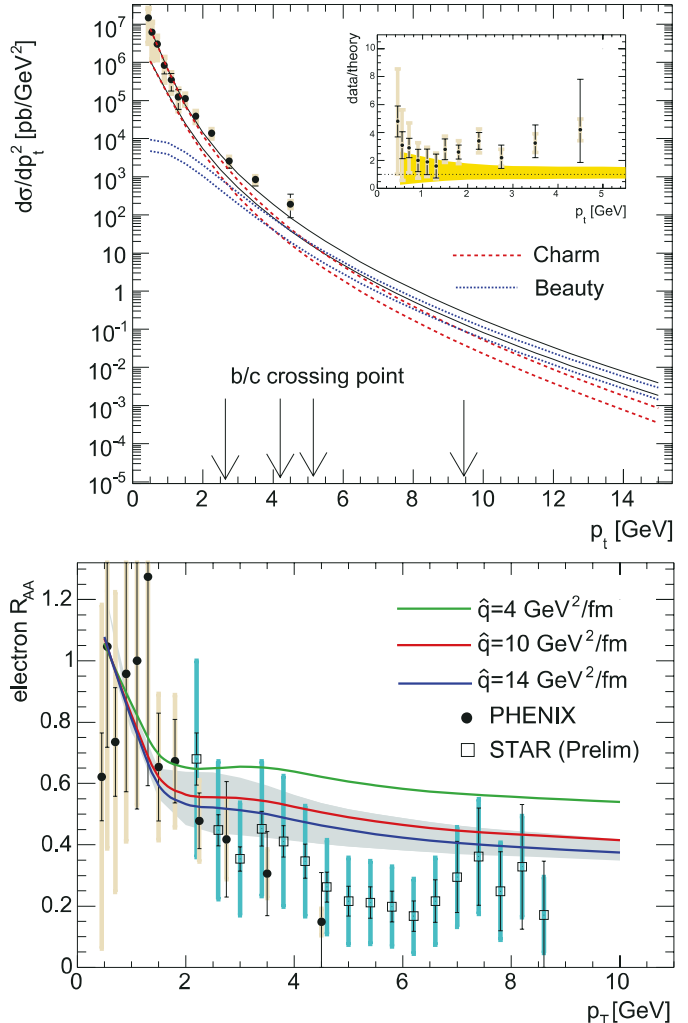 dσ/dp_t^2 [pb/GeV^2]
10^7
10^6
10^5
10^4
10^3
10^2
10
1
10^-1
10^-2
10^-3
10^-4
10^-5
0 2 4 6 8 10 12 14
p_t [GeV]
data/theory
10
8
6
4
2
0
0 1 2 3 4 5
p_t [GeV]
Charm
Beauty
b/c crossing point
electron R_AA
1.2
1
0.8
0.6
0.4
0.2
0
0 2 4 6 8 10
p_T [GeV]
q̂=4 GeV^2/fm
q̂=10 GeV^2/fm
q̂=14 GeV^2/fm
PHENIX
STAR (Prelim)